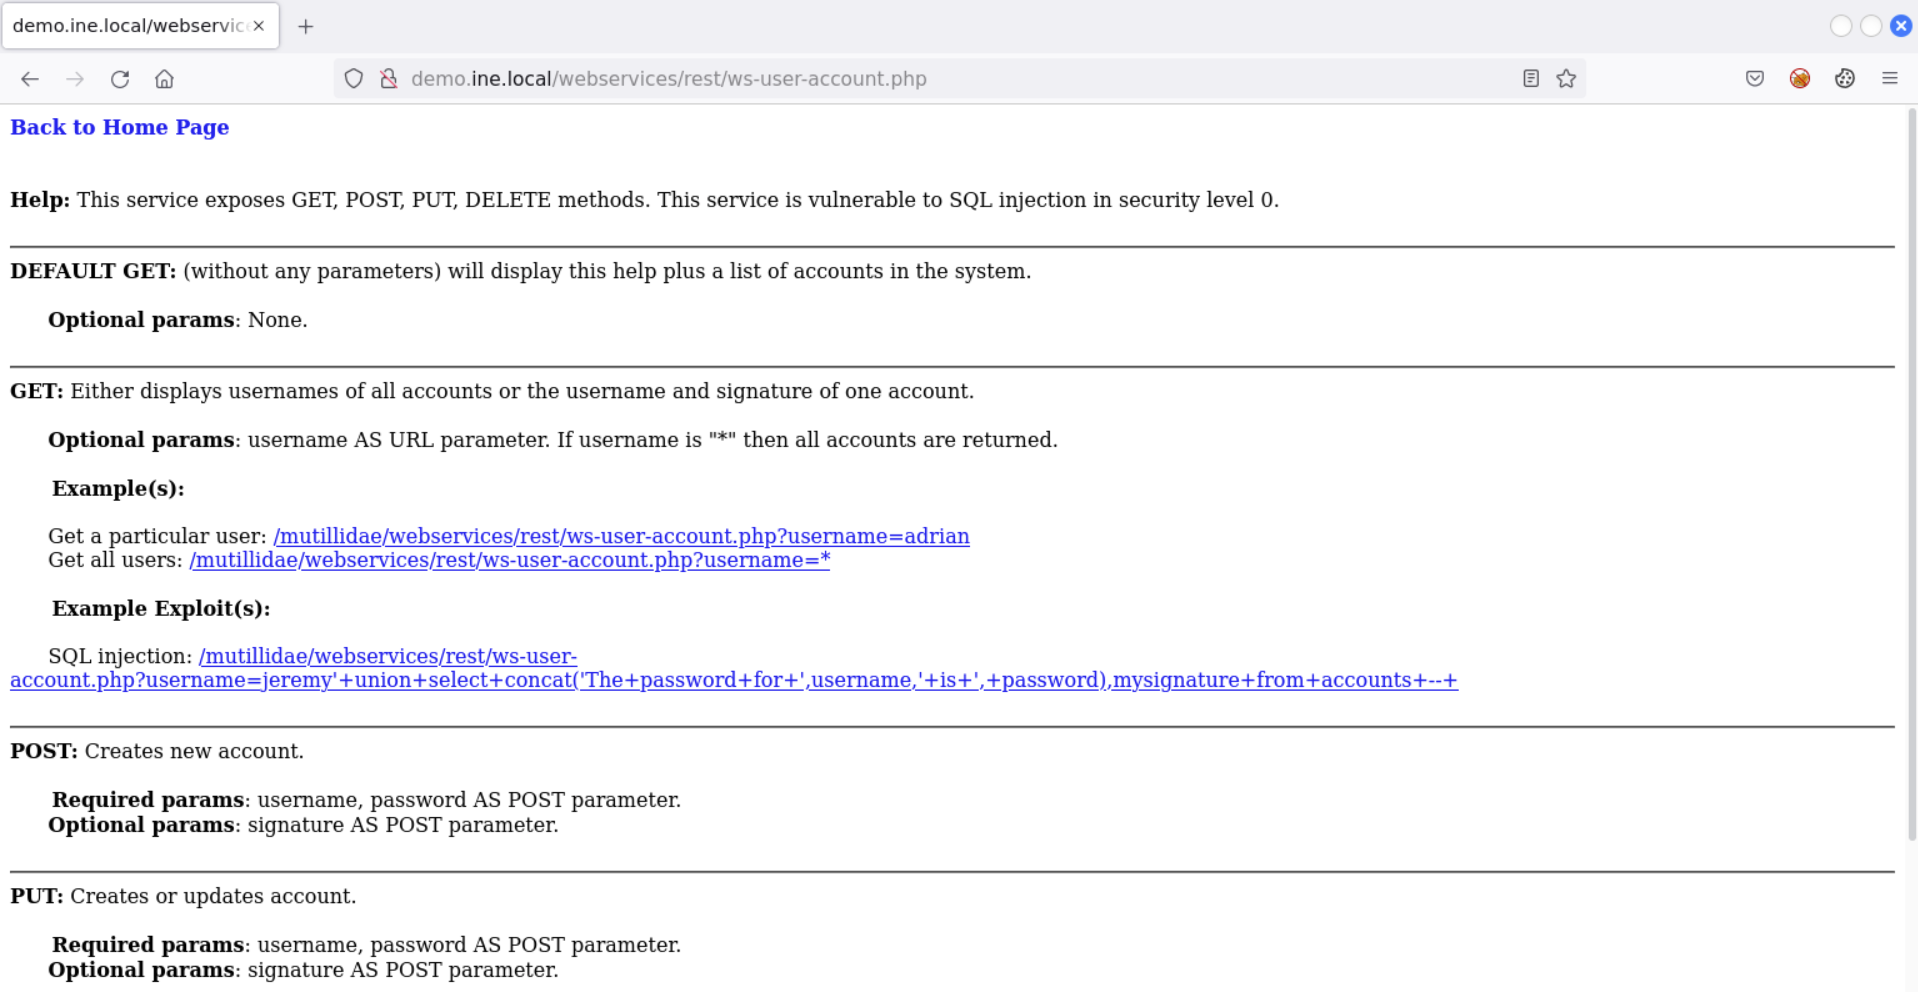 demo.ine.local/webservic
demo.ine.local/webservices/rest/ws-user-account.php
Back to Home Page
Help: This service exposes GET, POST, PUT, DELETE methods. This service is vulnerable to SQL injection in security level 0.
DEFAULT GET: (without any parameters) will display this help plus a list of accounts in the system.
Optional params: None.
GET: Either displays usernames of all accounts or the username and signature of one account.
Optional params: username AS URL parameter. If username is "*" then all accounts are returned.
Example(s):
Get a particular user: /mutillidae/webservices/rest/ws-user-account.php?username=adrian
Get all users: /mutillidae/webservices/rest/ws-user-account.php?username=*
Example Exploit(s):
SQL injection: /mutillidae/webservices/rest/ws-user-
account.php?username=jeremy'+union+select+concat('The+password+for+',username,'+is+',+password),mysignature+from+accounts+--+
POST: Creates new account.
Required params: username, password AS POST parameter.
Optional params: signature AS POST parameter.
PUT: Creates or updates account.
Required params: username, password AS POST parameter.
Optional params: signature AS POST parameter.